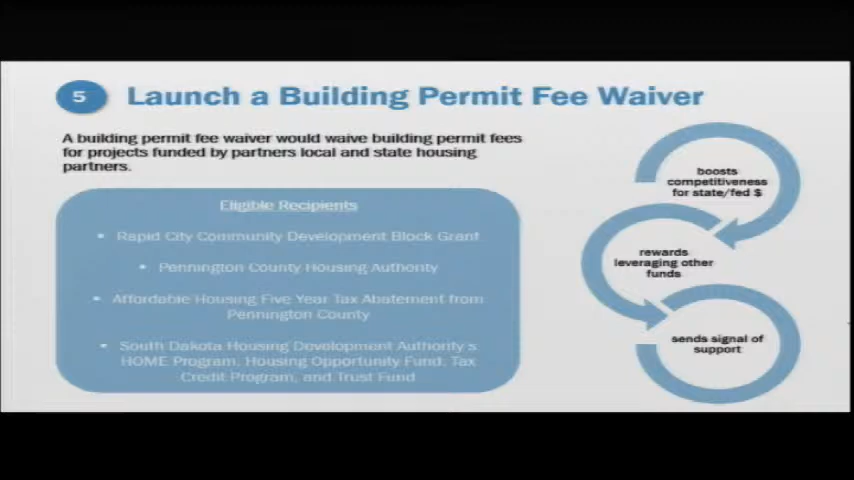 5
Launch a Building Permit Fee Waiver
A building permit fee waiver would waive building permit fees
for projects funded by partners local and state housing
partners.
Eligible Recipients
• Rapid City Community Development Block Grant
• Pennington County Housing Authority
• Affordable Housing Five Year Tax Abatement from
Pennington County
• South Dakota Housing Development Authority's
HOME Program, Housing Opportunity Fund, Tax
Credit Program, and Trust Fund
boosts
competitiveness
for state/fed $
rewards
leveraging other
funds
sends signal of
support